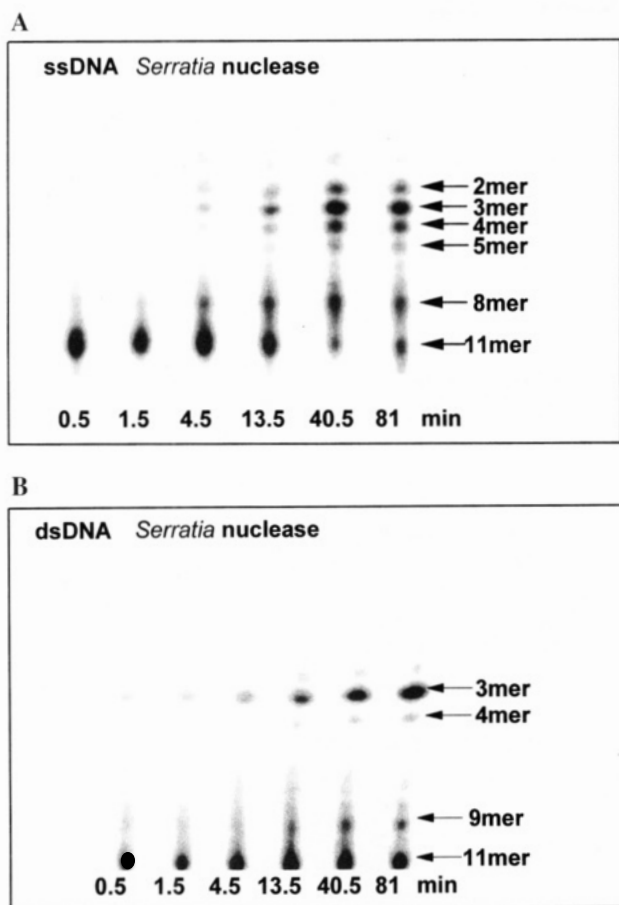 A
ssDNA Serratia nuclease
2mer
3mer
4mer
5mer
8mer
11mer
0.5 1.5 4.5 13.5 40.5 81 min
B
dsDNA Serratia nuclease
3mer
4mer
9mer
11mer
0.5 1.5 4.5 13.5 40.5 81 min